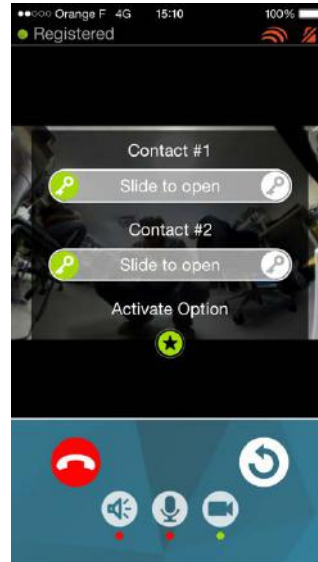 Orange F 4G 15:10 100%
Registered
Contact #1
Slide to open
Contact #2
Slide to open
Activate Option